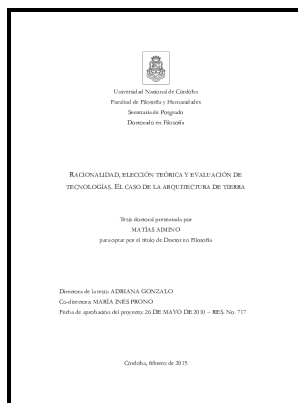 Universidad Nacional de Córdoba
Facultad de Filosofía y Humanidades
Secretaría de Posgrado
Doctorado en Filosofía
RACIONALIDAD, ELECCIÓN TEÓRICA Y EVALUACIÓN DE
TECNOLOGÍAS. EL CASO DE LA ARQUITECTURA DE TIERRA
Tesis doctoral presentada por
MATÍAS AIMINO
para optar por el título de Doctor en Filosofía
Directora de la tesis: ADRIANA GONZALO
Co-directora: MARÍA INÉS PRONO
Fecha de aprobación del proyecto: 26 DE MAYO DE 2010 – RES. No. 717
Córdoba, febrero de 2015